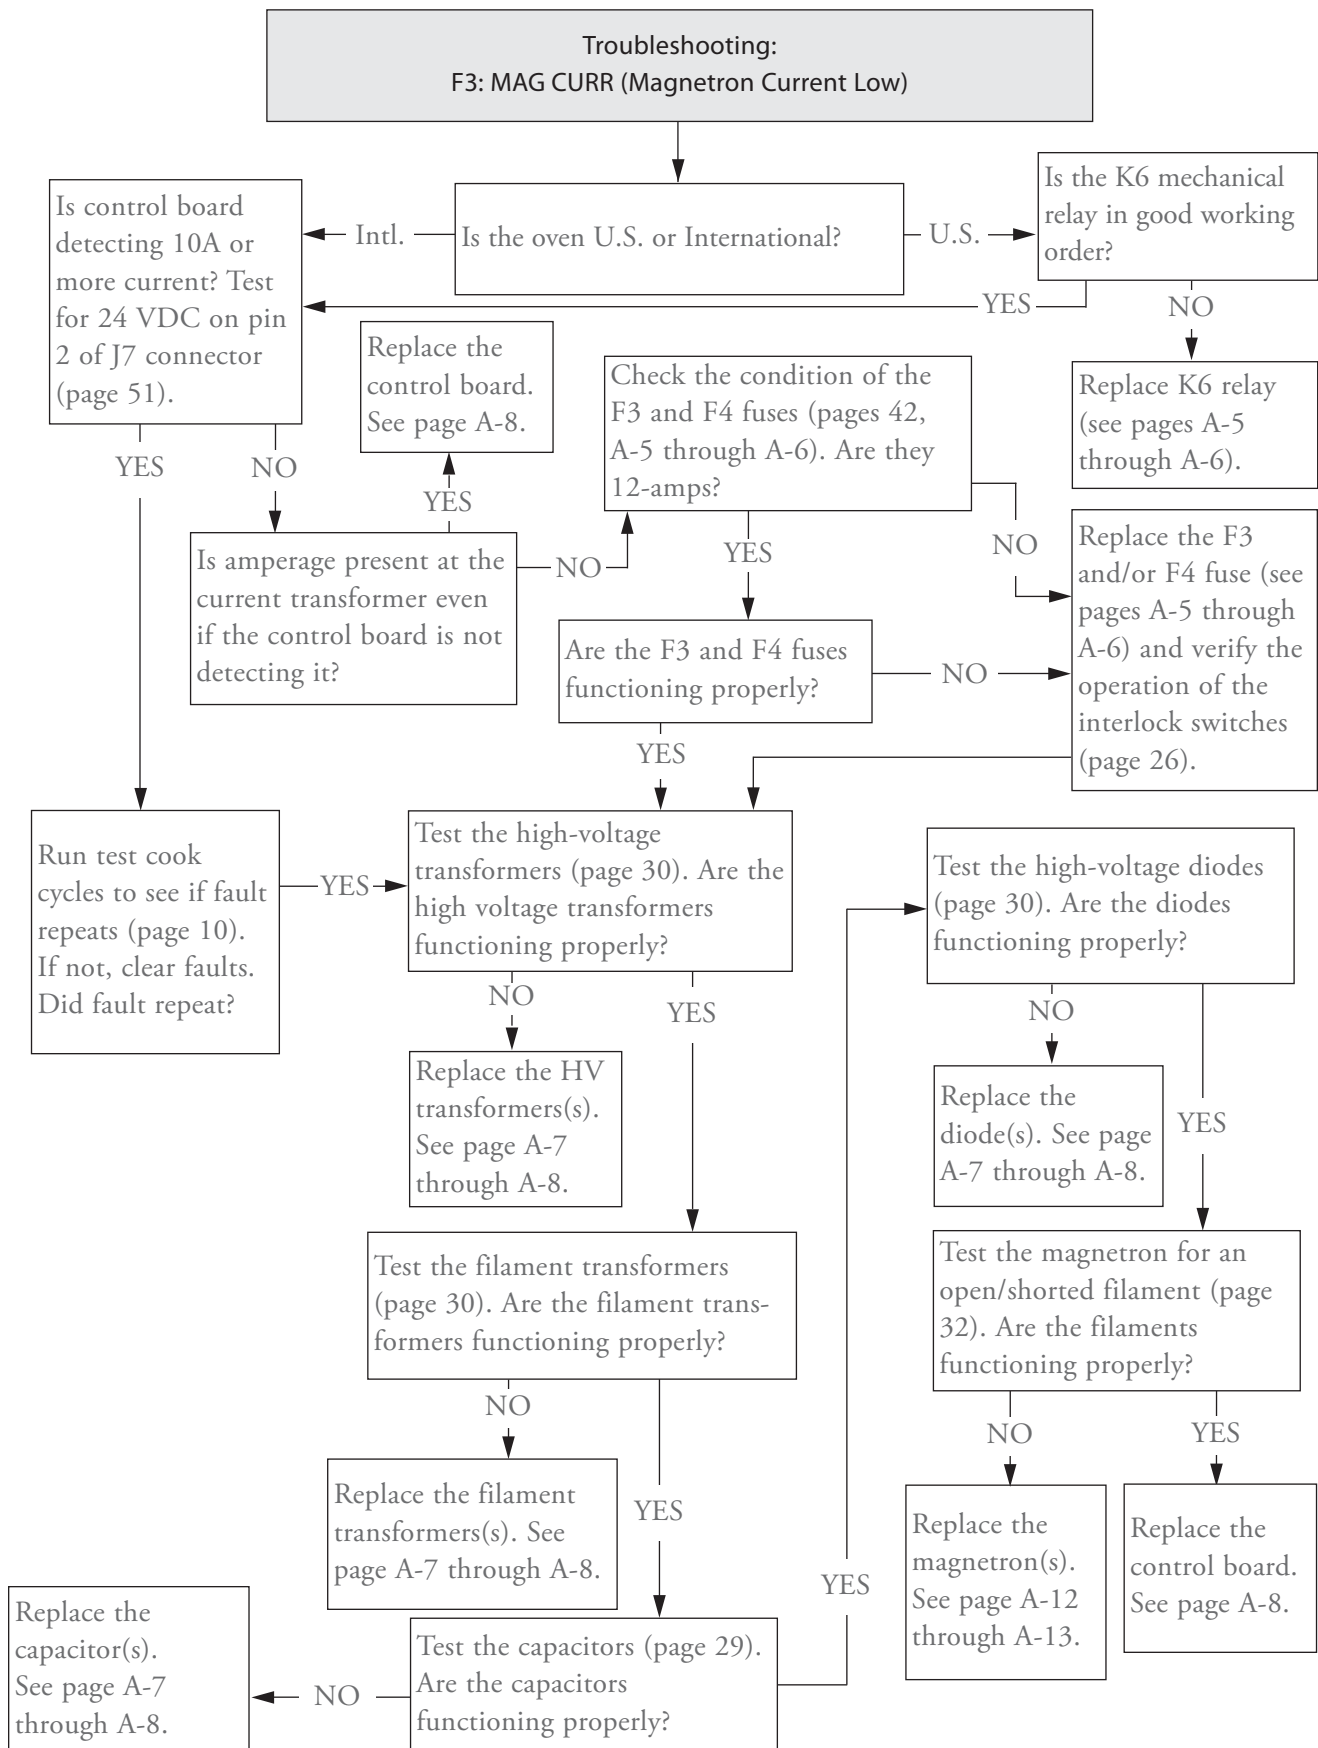 Troubleshooting:
F3: MAG CURR (Magnetron Current Low)
Is control board
detecting 10A or
more current? Test
for 24 VDC on pin
2 of J7 connector
(page 51).
Intl.
Is the oven U.S. or International?
U.S.
Is the K6 mechanical
relay in good working
order?
YES
NO
Replace K6 relay
(see pages A-5
through A-6).
Replace the
control board.
See page A-8.
Check the condition of the
F3 and F4 fuses (pages 42,
A-5 through A-6). Are they
12-amps?
YES
NO
YES
NO
YES
NO
Is amperage present at the
current transformer even
if the control board is not
detecting it?
Replace the F3
and/or F4 fuse (see
pages A-5 through
A-6) and verify the
operation of the
interlock switches
(page 26).
Are the F3 and F4 fuses
functioning properly?
NO
YES
Run test cook
cycles to see if fault
repeats (page 10).
If not, clear faults.
Did fault repeat?
YES
Test the high-voltage
transformers (page 30). Are the
high voltage transformers
functioning properly?
Test the high-voltage diodes
(page 30). Are the diodes
functioning properly?
NO
YES
NO
YES
Replace the HV
transformers(s).
See page A-7
through A-8.
Replace the
diode(s). See page
A-7 through A-8.
Test the filament transformers
(page 30). Are the filament trans-
formers functioning properly?
Test the magnetron for an
open/shorted filament (page
32). Are the filaments
functioning properly?
NO
YES
NO
YES
Replace the filament
transformers(s). See
page A-7 through A-8.
Replace the
magnetron(s).
See page A-12
through A-13.
Replace the
control board.
See page A-8.
YES
Replace the
capacitor(s).
See page A-7
through A-8.
NO
Test the capacitors (page 29).
Are the capacitors
functioning properly?